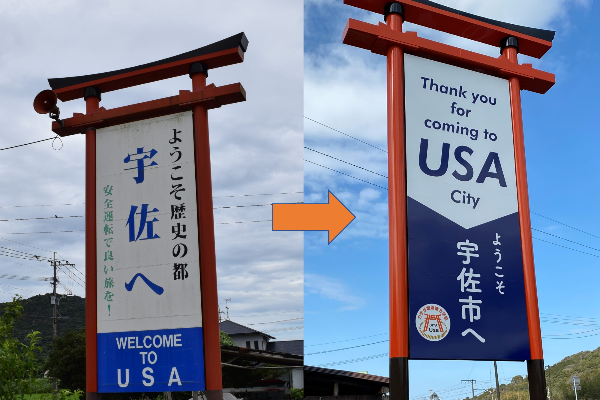 ようこそ歴史の都
宇佐へ
安全運転で良い旅を！
WELCOME
TO
USA
Thank you
for
coming to
USA
City
ようこそ
宇佐市へ